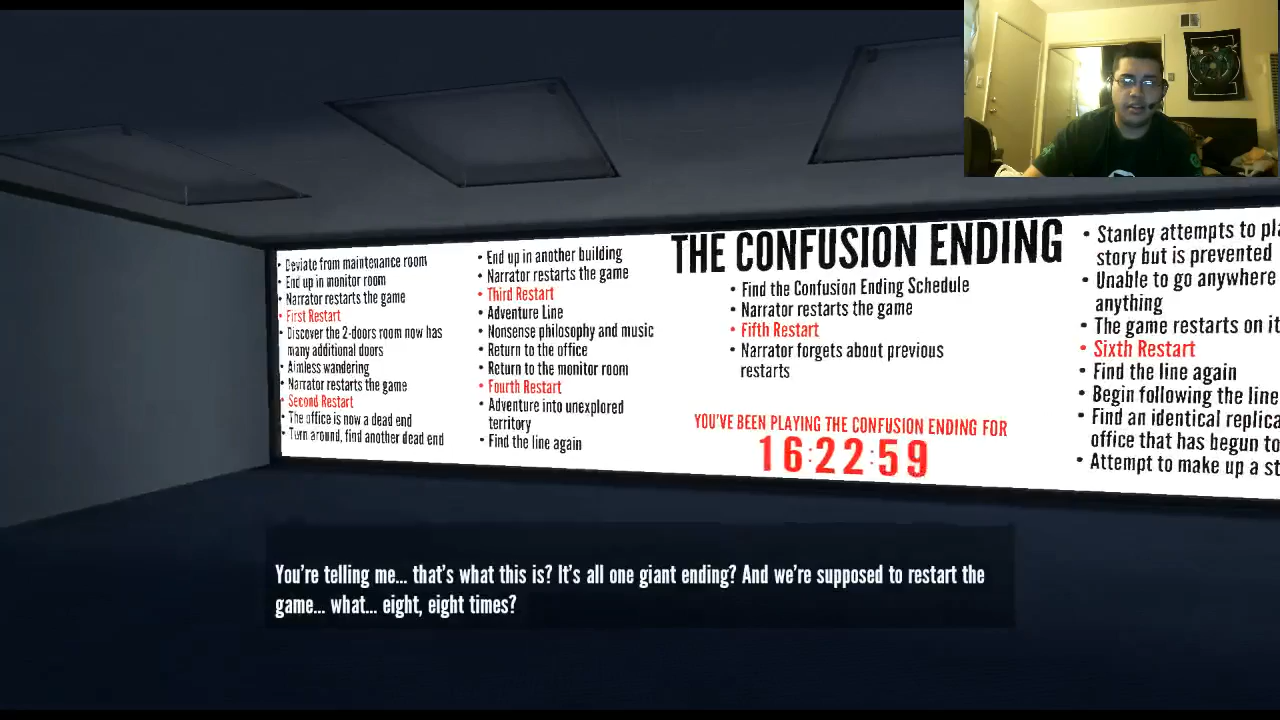 • Deviate from maintenance room
• End up in monitor room
• Narrator restarts the game
• First Restart
• Discover the 2-doors room now has
many additional doors
• Aimless wandering
• Narrator restarts the game
• Second Restart
• The office is now a dead end
• Turn around, find another dead end
• End up in another building
• Narrator restarts the game
• Third Restart
• Adventure Line
• Nonsense philosophy and music
• Return to the office
• Return to the monitor room
• Fourth Restart
• Adventure into unexplored
territory
• Find the line again
THE CONFUSION ENDING
• Find the Confusion Ending Schedule
• Narrator restarts the game
• Fifth Restart
• Narrator forgets about previous
restarts
YOU'VE BEEN PLAYING THE CONFUSION ENDING FOR
16:22:59
• Stanley attempts to pl
story but is prevented
• Unable to go anywhere
anything
• The game restarts on it
• Sixth Restart
• Find the line again
• Begin following the line
• Find an identical replica
office that has begun to
• Attempt to make up a st
You're telling me... that's what this is? It's all one giant ending? And we're supposed to restart the
game... what... eight, eight times?